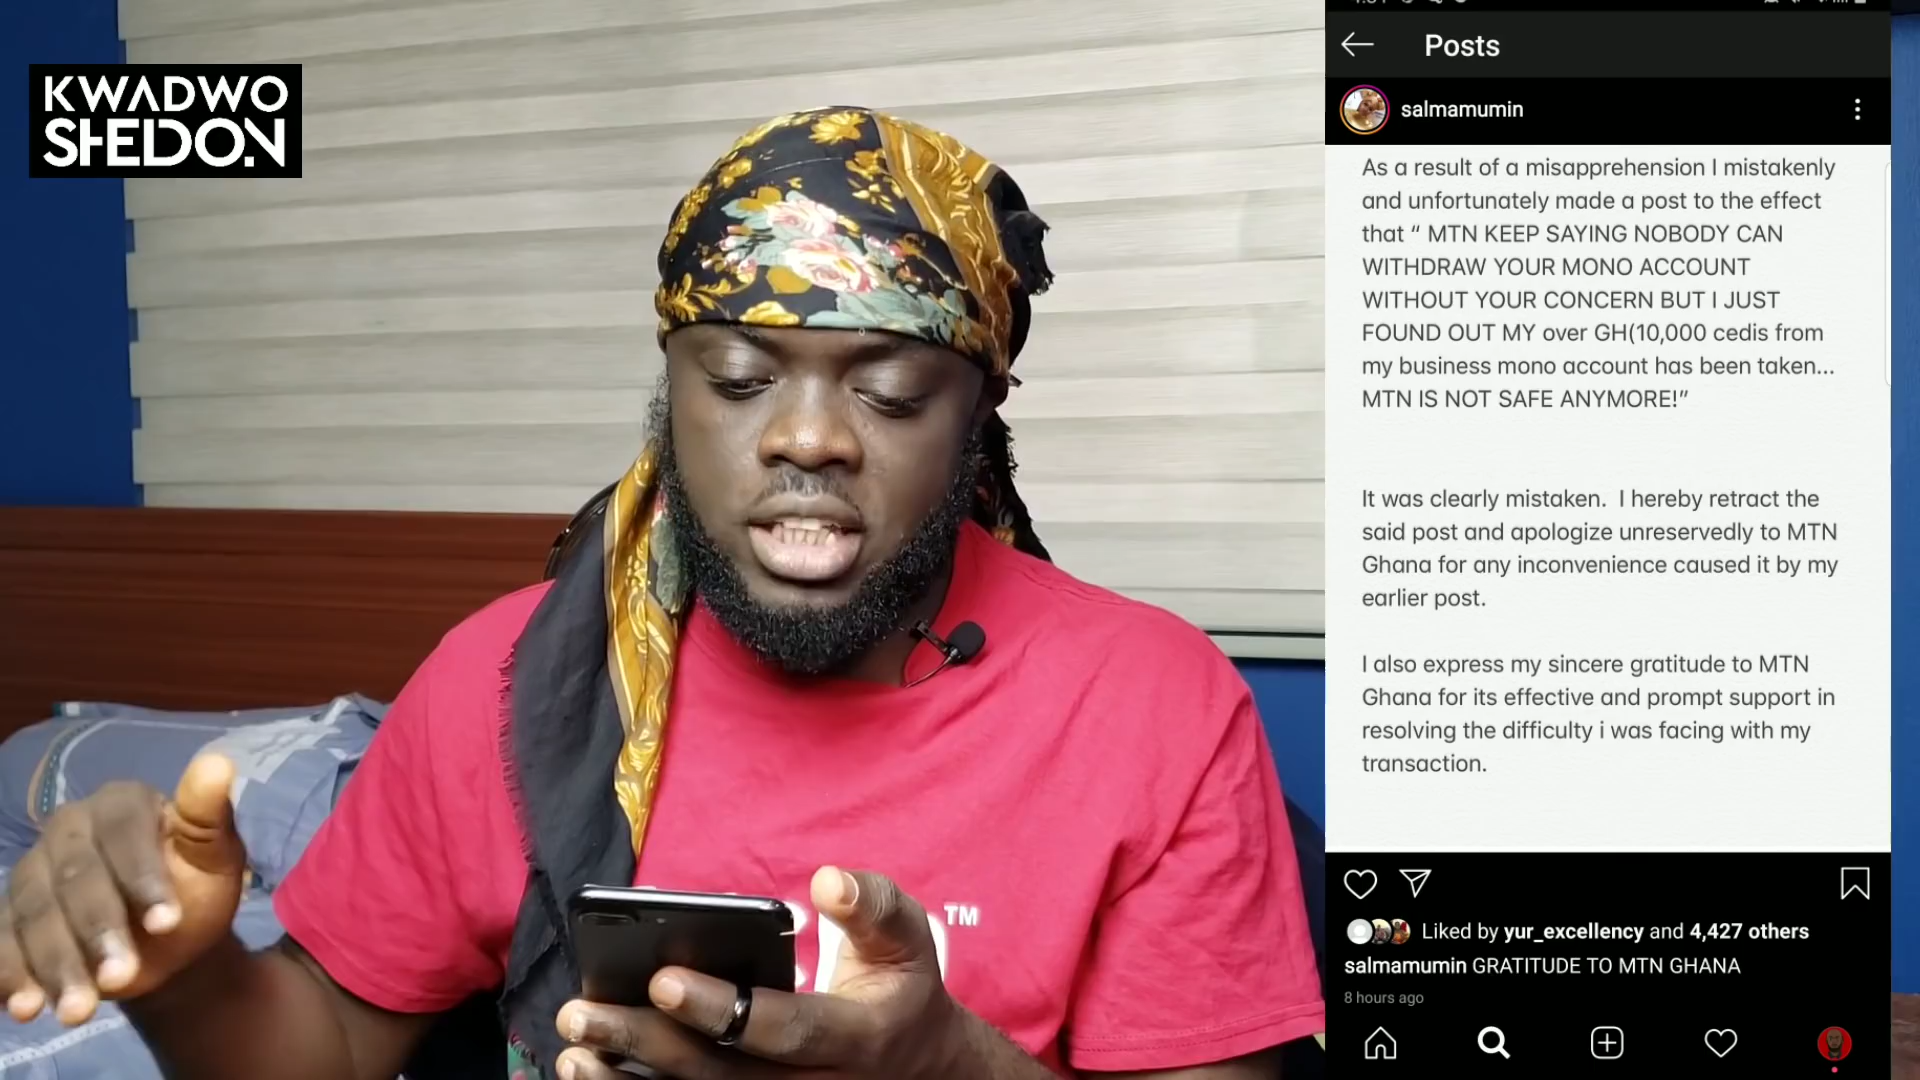 KWADWO
SHELDON
Posts
salmamumin
As a result of a misapprehension I mistakenly
and unfortunately made a post to the effect
that “ MTN KEEP SAYING NOBODY CAN
WITHDRAW YOUR MONO ACCOUNT
WITHOUT YOUR CONCERN BUT I JUST
FOUND OUT MY over GH(10,000 cedis from
my business mono account has been taken...
MTN IS NOT SAFE ANYMORE!”
It was clearly mistaken.  I hereby retract the
said post and apologize unreservedly to MTN
Ghana for any inconvenience caused it by my
earlier post.
I also express my sincere gratitude to MTN
Ghana for its effective and prompt support in
resolving the difficulty i was facing with my
transaction.
Liked by yur_excellency and 4,427 others
salmamumin GRATITUDE TO MTN GHANA
8 hours ago
TM